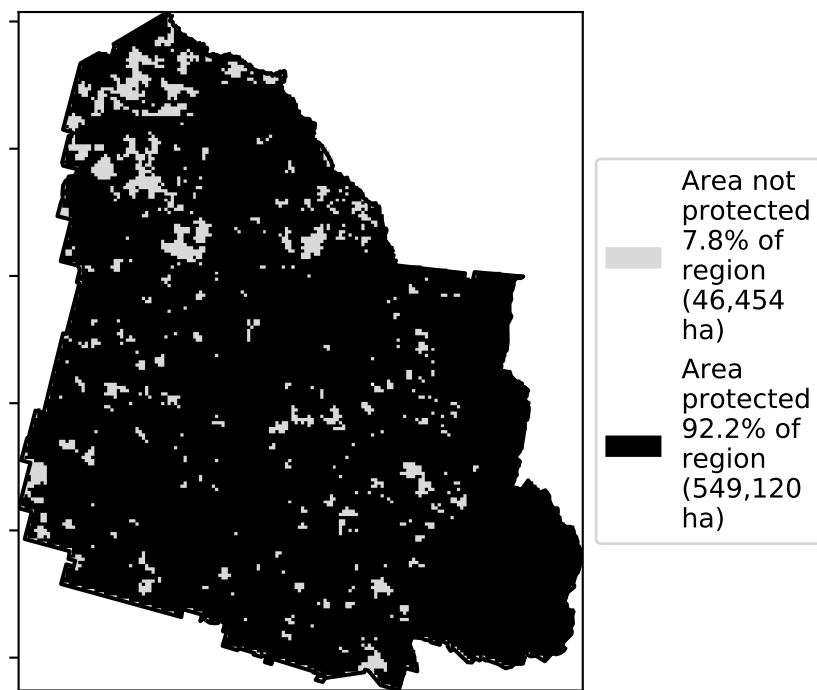 Area not
protected
7.8% of
region
(46,454
ha)
Area
protected
92.2% of
region
(549,120
ha)